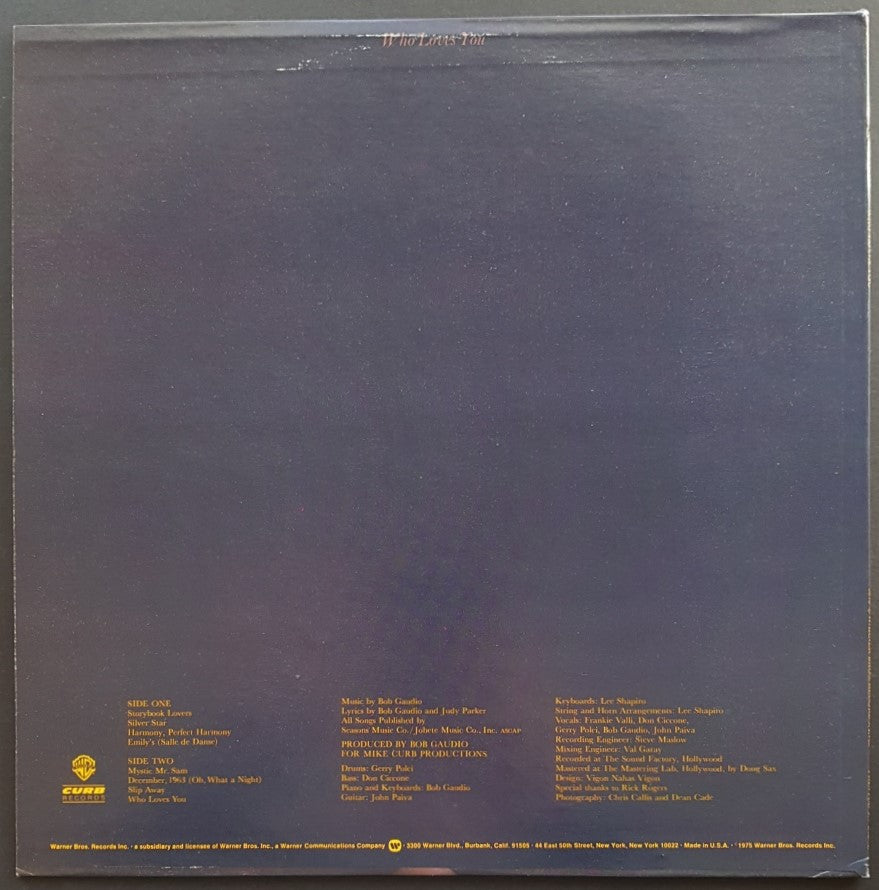 Who Loves You
SIDE ONE
Storybook Lovers
Silver Star
Harmony, Perfect Harmony
Emily's (Salle de Danse)
SIDE TWO
Mystic Mr. Sam
December, 1963 (Oh, What a Night)
Slip Away
Who Loves You
WB
CURB
RECORDS
Music by Bob Gaudio
Lyrics by Bob Gaudio and Judy Parker
All Songs Published by
Seasons Music Co./Jobete Music Co., Inc. ASCAP
PRODUCED BY BOB GAUDIO
FOR MIKE CURB PRODUCTIONS
Drums: Gerry Polci
Bass: Don Ciccone
Piano and Keyboards: Bob Gaudio
Guitar: John Paiva
Keyboards: Lee Shapiro
String and Horn Arrangements: Lee Shapiro
Vocals: Frankie Valli, Don Ciccone,
Gerry Polci, Bob Gaudio, John Paiva
Recording Engineer: Steve Maslow
Mixing Engineer: Val Garay
Recorded at The Sound Factory, Hollywood
Mastered at The Mastering Lab, Hollywood, by Doug Sax
Design: Vigon Nahas Vigon
Special thanks to Rick Rogers
Photography: Chris Callis and Dean Cade
Warner Bros. Records Inc. · a subsidiary and licensee of Warner Bros. Inc., a Warner Communications Company · 3300 Warner Blvd., Burbank, Calif. 91505 · 44 East 50th Street, New York, New York 10022 · Made in U.S.A. · ©1975 Warner Bros. Records Inc.